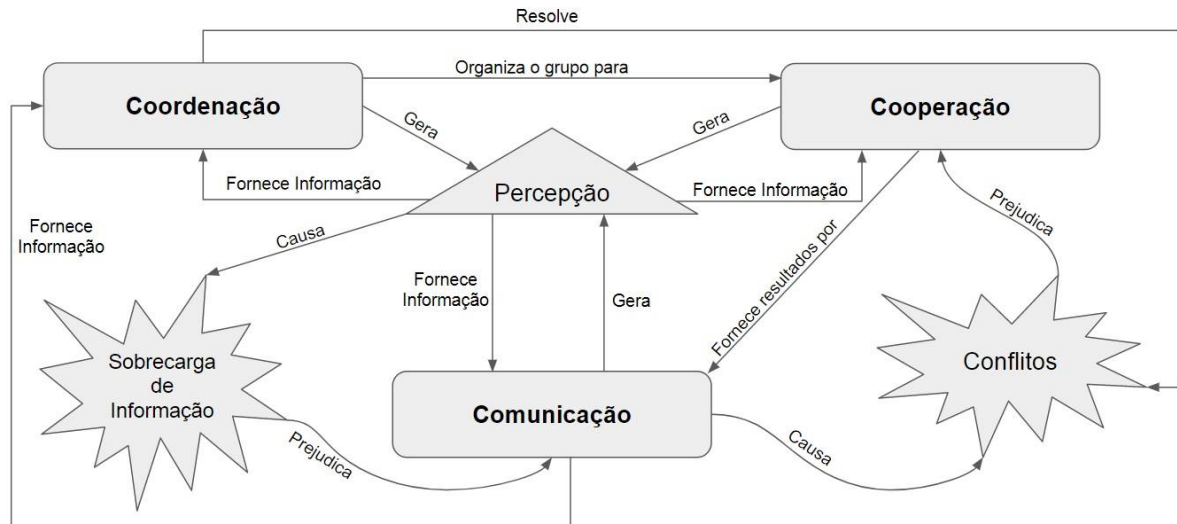 Resolve
Organiza o grupo para
Coordenação
Cooperação
Gera
Gera
Fornece Informação
Percepção
Fornece Informação
Fornece
Informação
Causa
Prejudica
Fornece
Informação
Gera
Fornece resultados por
Sobrecarga
de
Informação
Conflitos
Comunicação
Prejudica
Causa